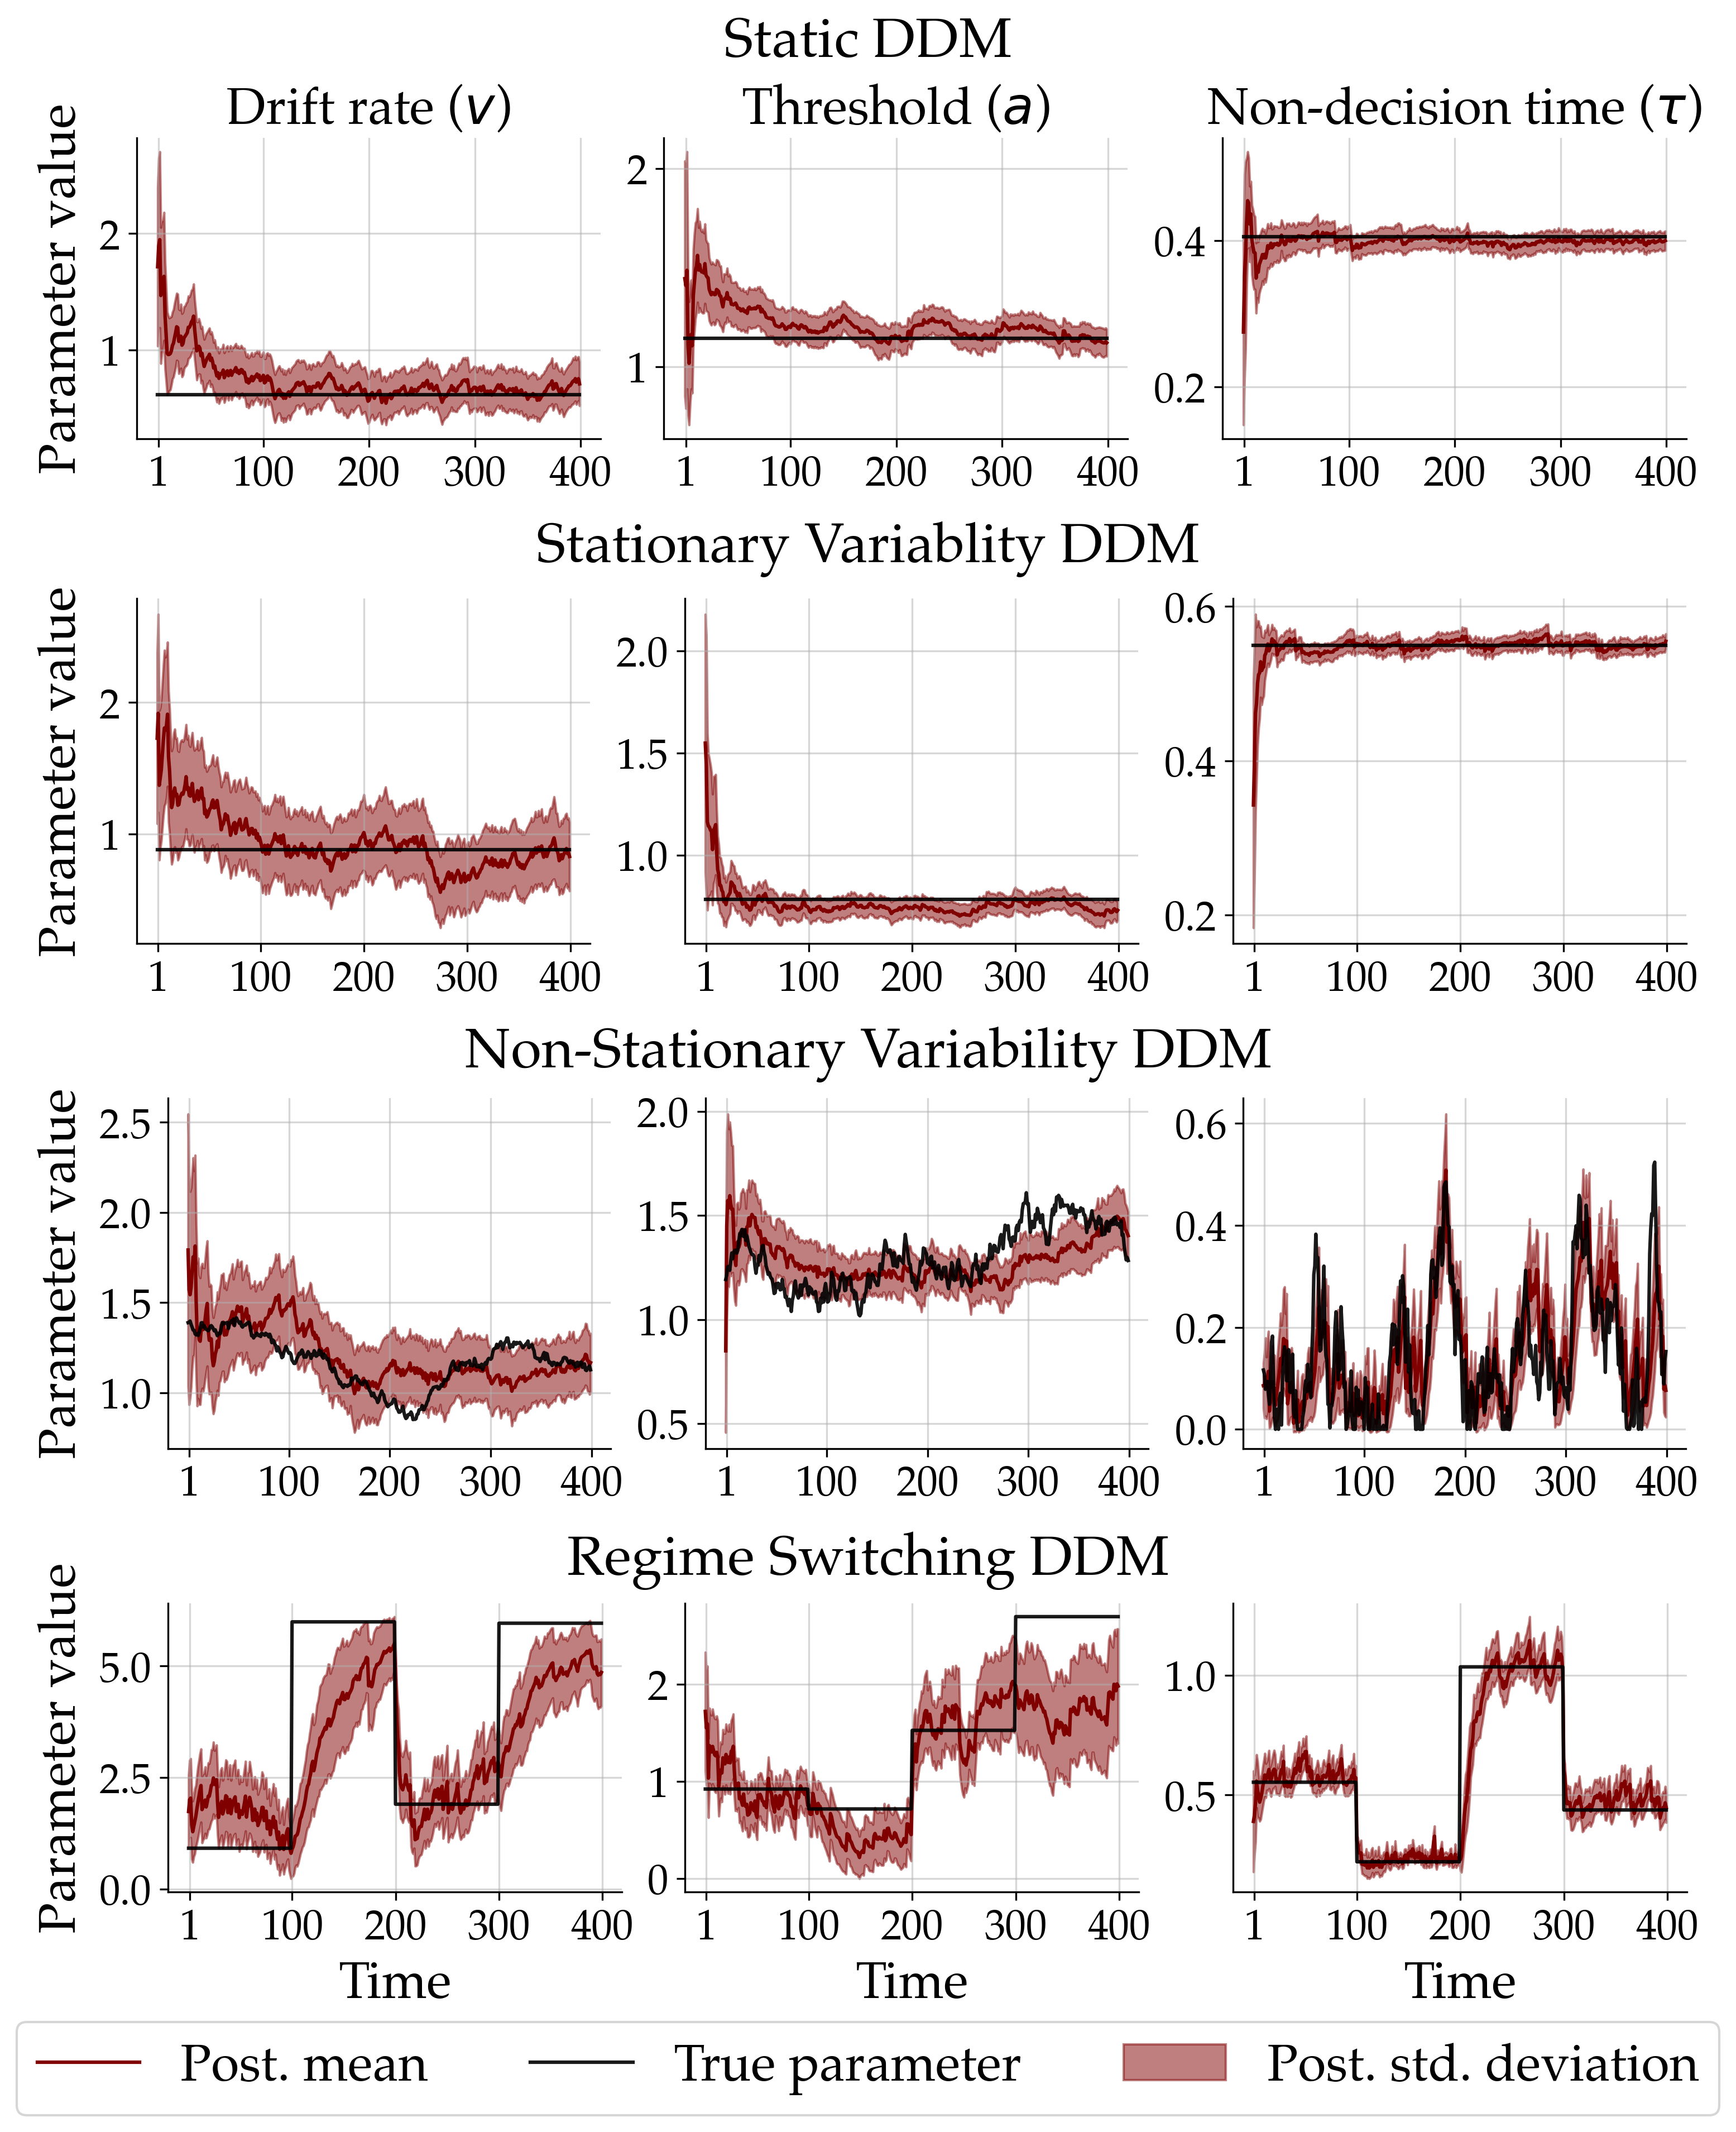 Static DDM
Drift rate (v) Threshold (a) Non-decision time (τ)
Parameter value
2
1
1 100 200 300 400
2
1
1 100 200 300 400
0.4
0.2
1 100 200 300 400
Stationary Variablity DDM
Parameter value
2
1
1 100 200 300 400
2.0
1.5
1.0
1 100 200 300 400
0.6
0.4
0.2
1 100 200 300 400
Non-Stationary Variability DDM
Parameter value
2.5
2.0
1.5
1.0
1 100 200 300 400
2.0
1.5
1.0
0.5
1 100 200 300 400
0.6
0.4
0.2
0.0
1 100 200 300 400
Regime Switching DDM
Parameter value
5.0
2.5
0.0
1 100 200 300 400
Time
2
1
0
1 100 200 300 400
Time
1.0
0.5
1 100 200 300 400
Time
Post. mean True parameter Post. std. deviation